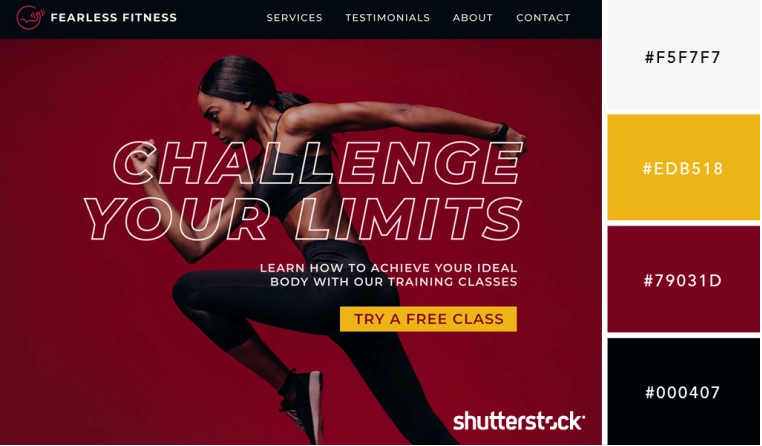 FEARLESS FITNESS
SERVICES TESTIMONIALS ABOUT CONTACT
CHALLENGE
YOUR LIMITS
LEARN HOW TO ACHIEVE YOUR IDEAL
BODY WITH OUR TRAINING CLASSES
TRY A FREE CLASS
shutterstock
#F5F7F7
#EDB518
#79031D
#000407